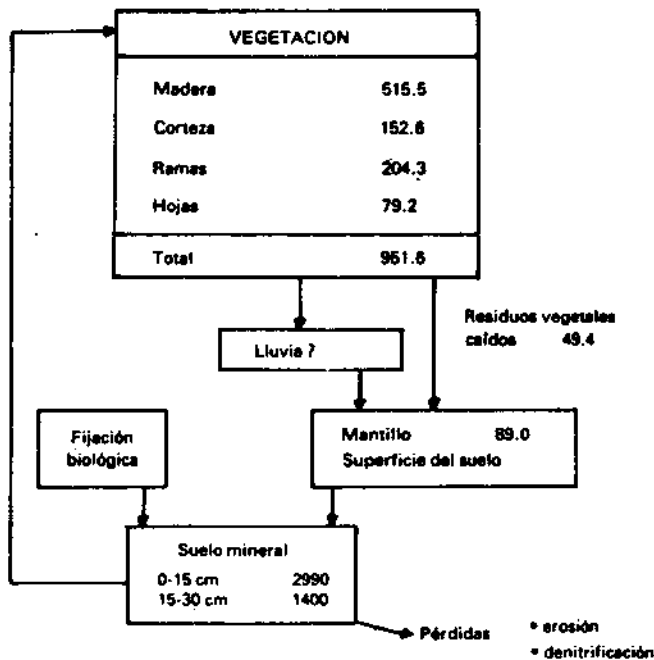 VEGETACION
Madera 515.5
Corteza 152.6
Ramas 204.3
Hojas 79.2
Total 951.6
Residuos vegetales
caídos 49.4
Lluvia ?
Fijación
biológica
Mantillo 89.0
Superficie del suelo
Suelo mineral
0-15 cm 2990
15-30 cm 1400
Pérdidas
* erosión
* denitrificación